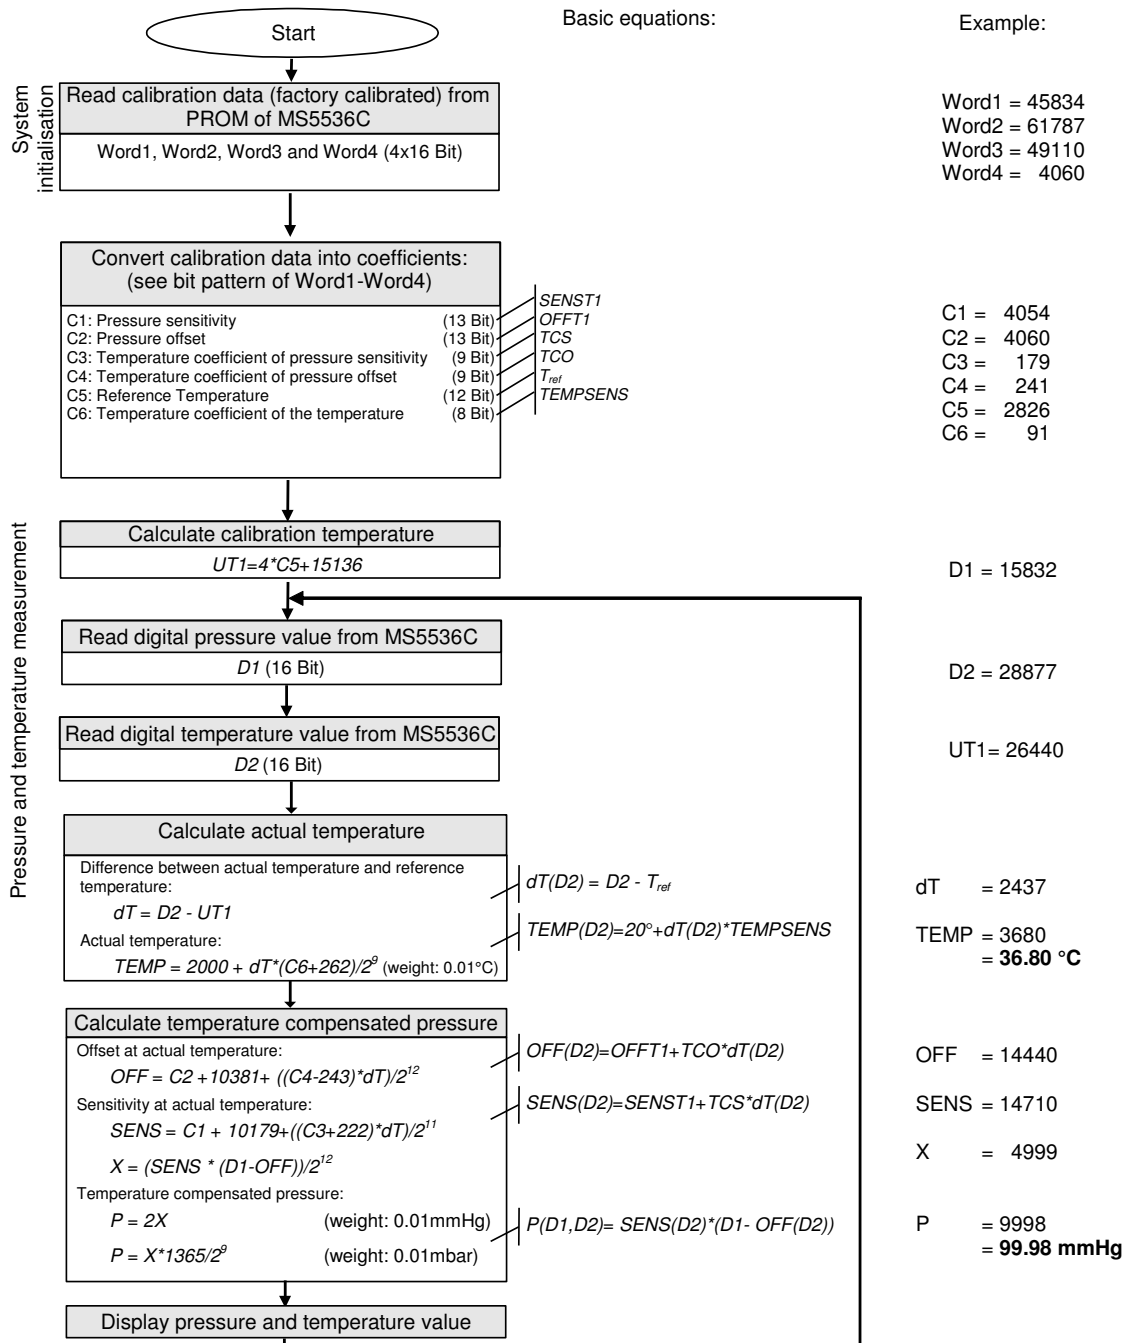 Basic equations:
Example:
Start
System
initialisation
Read calibration data (factory calibrated) from
PROM of MS5536C
Word1, Word2, Word3 and Word4 (4x16 Bit)
Word1 = 45834
Word2 = 61787
Word3 = 49110
Word4 = 4060
Convert calibration data into coefficients:
(see bit pattern of Word1-Word4)
C1: Pressure sensitivity (13 Bit) SENST1
C2: Pressure offset (13 Bit) OFFT1
C3: Temperature coefficient of pressure sensitivity (9 Bit) TCS
C4: Temperature coefficient of pressure offset (9 Bit) TCO
C5: Reference Temperature (12 Bit) Tref
C6: Temperature coefficient of the temperature (8 Bit) TEMPSENS
C1 = 4054
C2 = 4060
C3 = 179
C4 = 241
C5 = 2826
C6 = 91
Pressure and temperature measurement
Calculate calibration temperature
UT1=4*C5+15136
D1 = 15832
Read digital pressure value from MS5536C
D1 (16 Bit)
D2 = 28877
Read digital temperature value from MS5536C
D2 (16 Bit)
UT1= 26440
Calculate actual temperature
Difference between actual temperature and reference
temperature:
dT = D2 - UT1
dT(D2) = D2 - Tref
dT = 2437
Actual temperature:
TEMP = 2000 + dT*(C6+262)/2⁹ (weight: 0.01°C)
TEMP(D2)=20°+dT(D2)*TEMPSENS
TEMP = 3680
= 36.80 °C
Calculate temperature compensated pressure
Offset at actual temperature:
OFF = C2 +10381+ ((C4-243)*dT)/2¹²
OFF(D2)=OFFT1+TCO*dT(D2)
OFF = 14440
Sensitivity at actual temperature:
SENS = C1 + 10179+((C3+222)*dT)/2¹¹
SENS(D2)=SENST1+TCS*dT(D2)
SENS = 14710
X = (SENS * (D1-OFF))/2¹²
X = 4999
Temperature compensated pressure:
P = 2X (weight: 0.01mmHg)
P = X*1365/2⁹ (weight: 0.01mbar)
P(D1,D2)= SENS(D2)*(D1- OFF(D2))
P = 9998
= 99.98 mmHg
Display pressure and temperature value